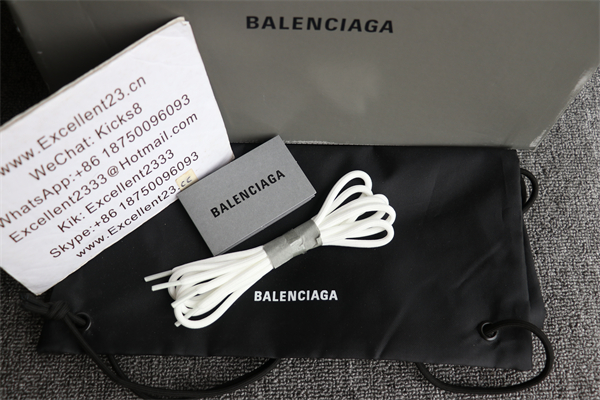 BALENCIAGA
www.Excellent23.cn
WeChat: Kicks8
WhatsApp:+86 18750096093
Excellent2333@Hotmail.com
Kik: Excellent2333
Skype:+86 18750096093
www.Excellent23.cc
BALENCIAGA
BALENCIAGA